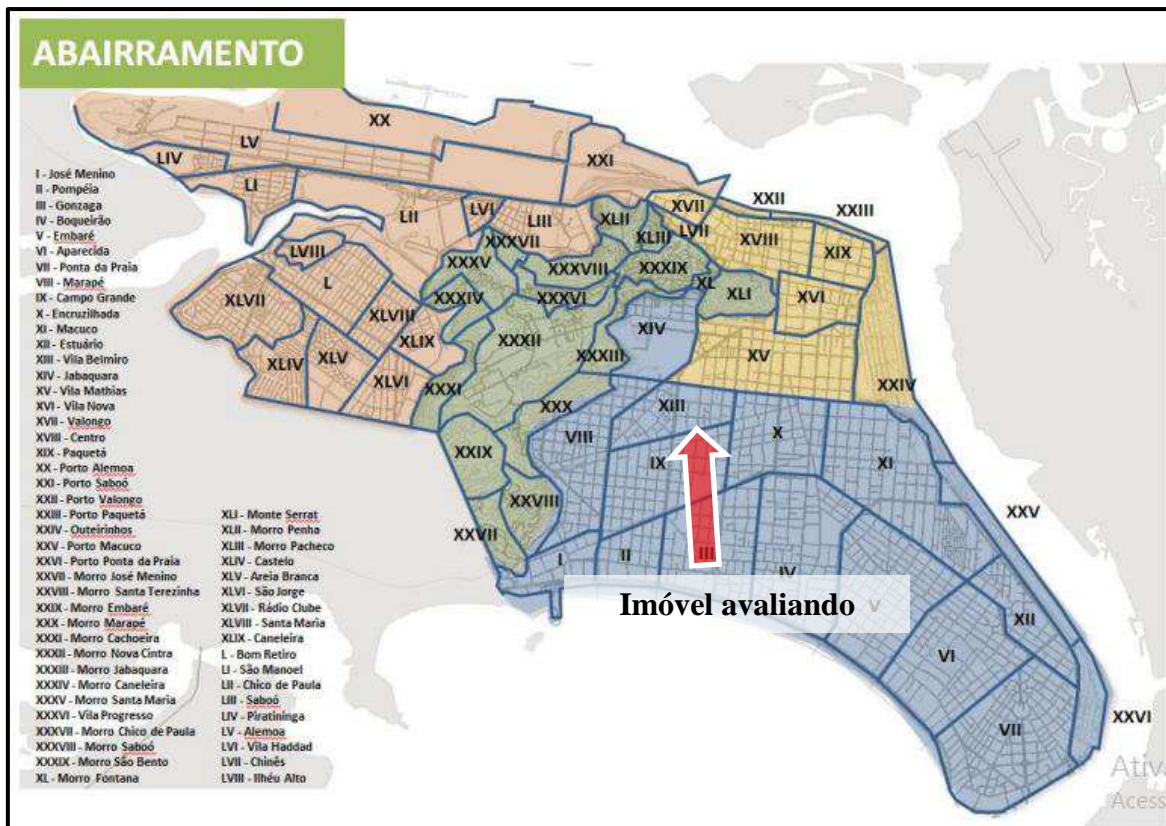 ABAIRRAMENTO
I - José Menino
II - Pompéia
III - Gonzaga
IV - Boqueirão
V - Embaré
VI - Aparecida
VII - Ponta da Praia
VIII - Marapé
IX - Campo Grande
X - Encruzilhada
XI - Macuco
XII - Estuário
XIII - Vila Belmiro
XIV - Jabaquara
XV - Vila Mathias
XVI - Vila Nova
XVII - Valongo
XVIII - Centro
XIX - Paquetá
XX - Porto Alemoa
XXI - Porto Saboó
XXII - Porto Valongo
XXIII - Porto Paquetá
XXIV - Outeirinhos
XXV - Porto Macuco
XXVI - Porto Ponta da Praia
XXVII - Morro José Menino
XXVIII - Morro Santa Terezinha
XXIX - Morro Embaré
XXX - Morro Marapé
XXXI - Morro Cachoeira
XXXII - Morro Nova Cintra
XXXIII - Morro Jabaquara
XXXIV - Morro Caneleira
XXXV - Morro Santa Maria
XXXVI - Vila Progresso
XXXVII - Morro Chico de Paula
XXXVIII - Morro Saboó
XXXIX - Morro São Bento
XL - Morro Fontana
XLI - Monte Serrat
XLII - Morro Penha
XLIII - Morro Pacheco
XLIV - Castelo
XLV - Areia Branca
XLVI - São Jorge
XLVII - Rádio Clube
XLVIII - Santa Maria
XLIX - Caneleira
L - Bom Retiro
LI - São Manoel
LII - Chico de Paula
LIII - Saboó
LIV - Piratininga
LV - Alemoa
LVI - Vila Haddad
LVII - Chinês
LVIII - Ilhéu Alto
XX
LV
LIV
XXI
LI
LII
LVI
LIII
XLII
XVII
XXII
XXIII
LVII
XLIII
XVIII
XIX
XXXVII
LVIII
L
XXXV
XXXVIII
XXXIX
XL
XLI
XVI
XLVII
XXXIV
XXXVI
XLVIII
XIV
XLIX
XXXII
XXXIII
XV
XLIV
XLV
XLVI
XXXI
XXIV
XXX
XIII
VIII
X
XXIX
IX
XI
XXVIII
XXV
XXVII
I
II
III
IV
Imóvel avaliando
V
XII
VI
VII
XXVI
Ativ
Acess